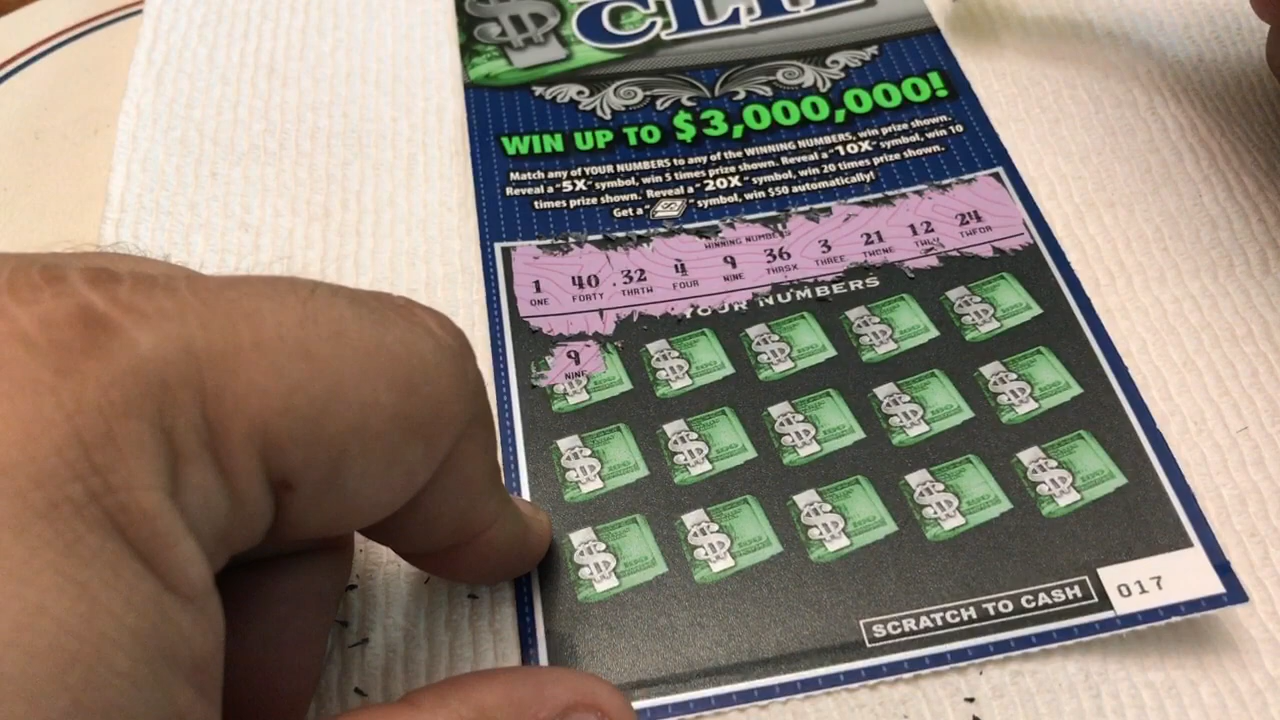 $ CLIP
WIN UP TO $3,000,000!
Match any of YOUR NUMBERS to any of the WINNING NUMBERS, win prize shown.
Reveal a "5X" symbol, win 5 times prize shown. Reveal a "10X" symbol, win 10
times prize shown. Reveal a "20X" symbol, win 20 times prize shown.
Get a "$" symbol, win $50 automatically!
WINNING NUMBERS
1 40 32 4 9 36 3 21 12 24
ONE FORTY THRTW FOUR NINE THRSX THREE TWONE TWLV TWFOR
YOUR NUMBERS
9
NINE
SCRATCH TO CASH
017